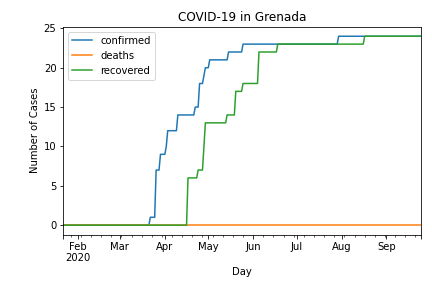 COVID-19 in Grenada
confirmed
deaths
recovered
Number of Cases
25
20
15
10
5
0
Feb Mar Apr May Jun Jul Aug Sep
2020
Day